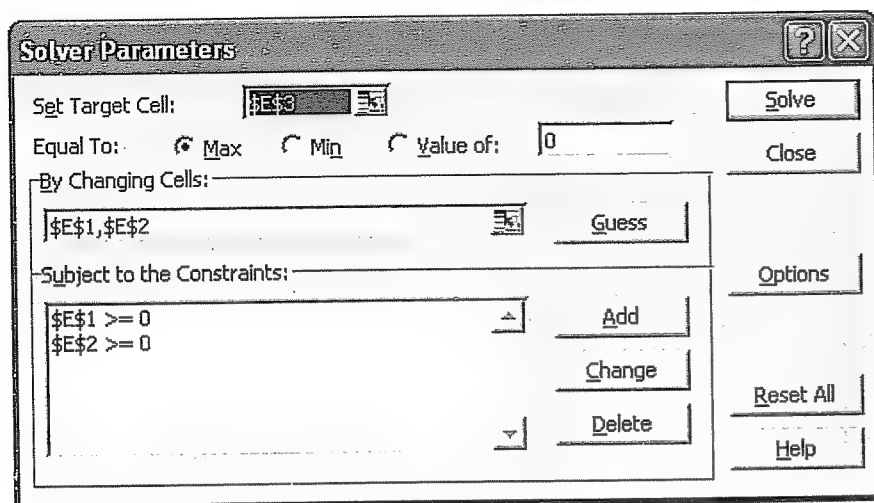 Solver Parameters
Set Target Cell: $E$3 Solve
Equal To: Max Min Value of: 0 Close
By Changing Cells:
$E$1,$E$2 Guess
Subject to the Constraints: Options
$E$1 >= 0 Add
$E$2 >= 0
Change
Reset All
Delete
Help